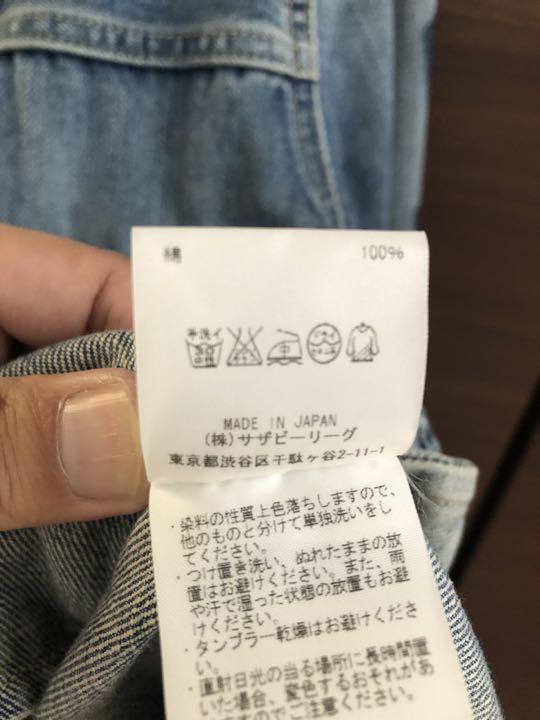 綿 100%
手洗イ
30 中性
中
MADE IN JAPAN
(株)サザビーリーグ
東京都渋谷区千駄ヶ谷2-11-1
・染料の性質上色落ちしますので、
他のものと分けて単独洗いをし
てください。
・つけ置き洗い、ぬれたままの放
置はお避けください。また、雨
や汗で湿った状態の放置もお避
けください。
・タンブラー乾燥はお避けくださ
い。
・直射日光の当る場所に長時間置
いた場合、変色するおそれがあ
りますのでご注意ください。